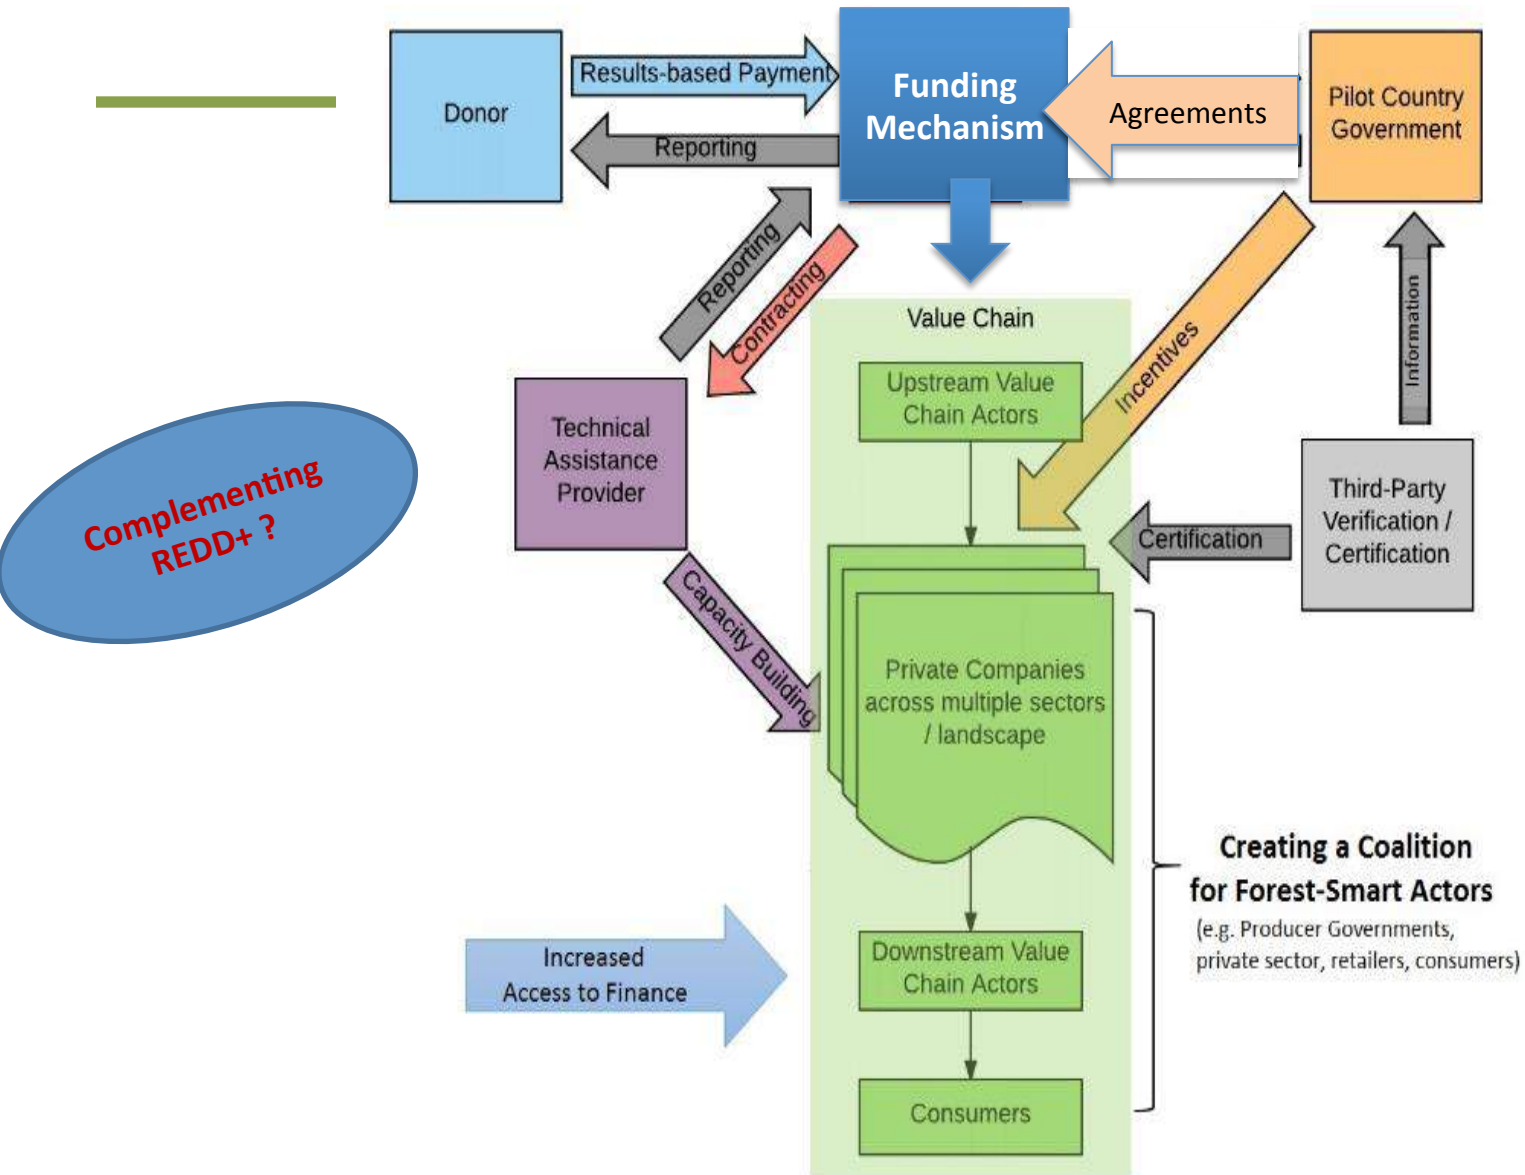 Donor
Results-based Payment
Reporting
Funding
Mechanism
Agreements
Pilot Country
Government
Reporting
Contracting
Incentives
Information
Value Chain
Upstream Value
Chain Actors
Technical
Assistance
Provider
Complementing
REDD+ ?
Third-Party
Verification /
Certification
Certification
Capacity Building
Private Companies
across multiple sectors
/ landscape
Creating a Coalition
for Forest-Smart Actors
(e.g. Producer Governments,
private sector, retailers, consumers)
Increased
Access to Finance
Downstream Value
Chain Actors
Consumers